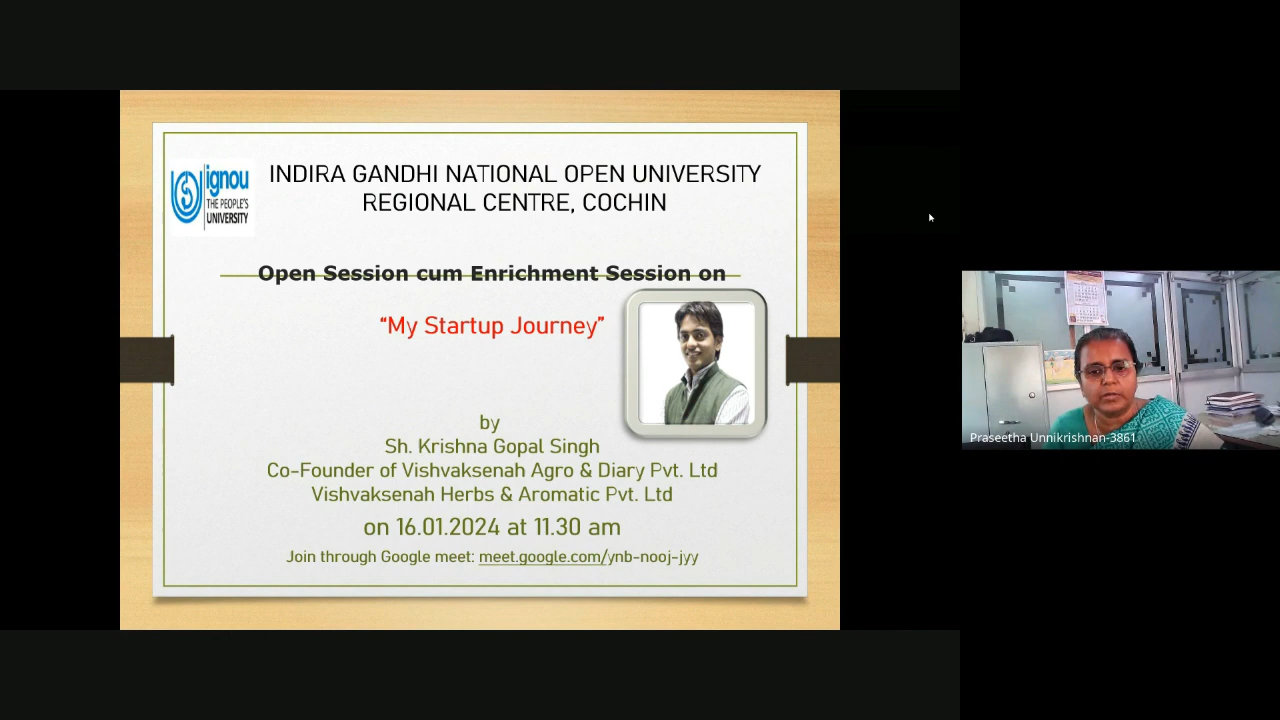 ignou
THE PEOPLE'S
UNIVERSITY
INDIRA GANDHI NATIONAL OPEN UNIVERSITY
REGIONAL CENTRE, COCHIN
Open Session cum Enrichment Session on
“My Startup Journey”
by
Sh. Krishna Gopal Singh
Co-Founder of Vishvaksenah Agro & Diary Pvt. Ltd
Vishvaksenah Herbs & Aromatic Pvt. Ltd
on 16.01.2024 at 11.30 am
Join through Google meet: meet.google.com/ynb-nooj-jyy
Praseetha Unnikrishnan-3861